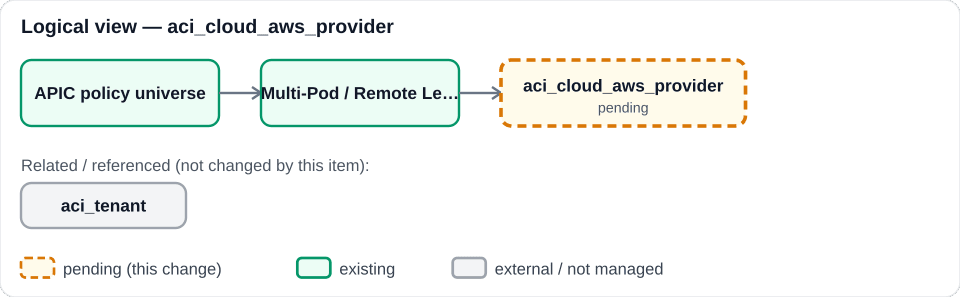 Logical view — aci_cloud_aws_provider
APIC policy universe
Multi-Pod / Remote Le…
aci_cloud_aws_provider
pending
Related / referenced (not changed by this item):
aci_tenant
pending (this change)
existing
external / not managed